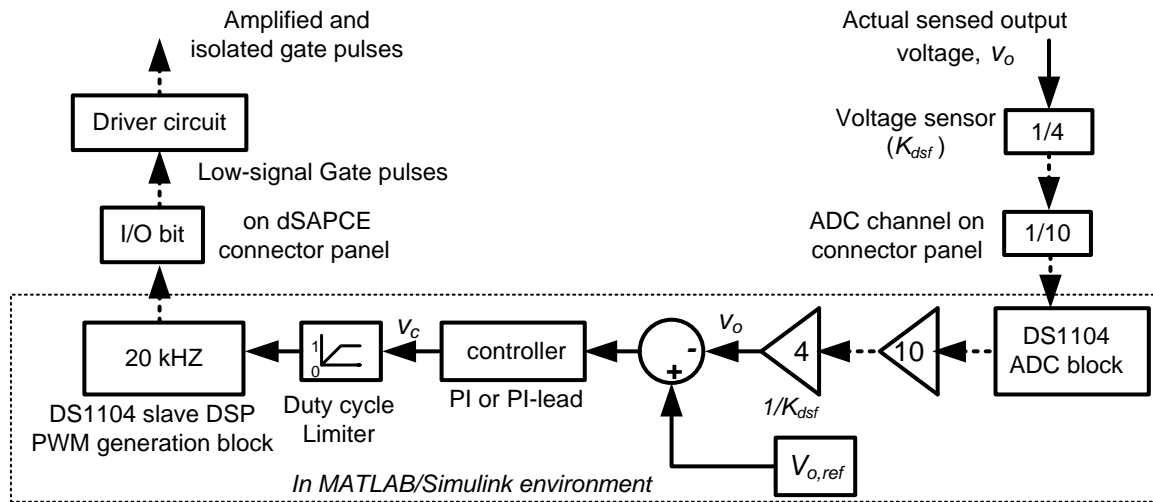 Amplified and
isolated gate pulses
Driver circuit
Low-signal Gate pulses
I/O bit
on dSAPCE
connector panel
Actual sensed output
voltage, vo
Voltage sensor
(Kdsf)
1/4
ADC channel on
connector panel
1/10
20 kHZ
DS1104 slave DSP
PWM generation block
1
0
Duty cycle
Limiter
vc
controller
PI or PI-lead
-
+
vo
4
1/Kdsf
10
DS1104
ADC block
Vo,ref
In MATLAB/Simulink environment